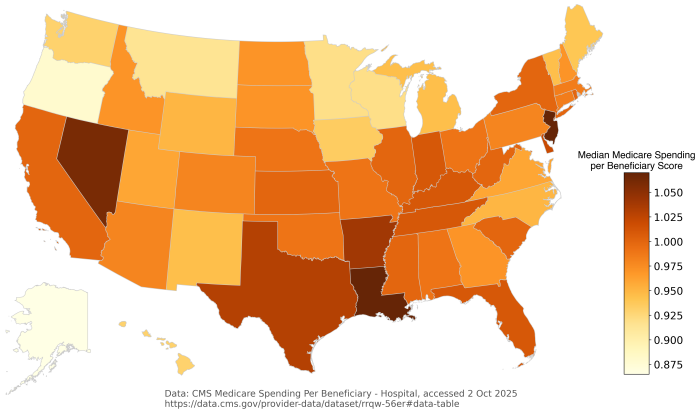 Median Medicare Spending
per Beneficiary Score
1.050
1.025
1.000
0.975
0.950
0.925
0.900
0.875
Data: CMS Medicare Spending Per Beneficiary - Hospital, accessed 2 Oct 2025
https://data.cms.gov/provider-data/dataset/rrqw-56er#data-table